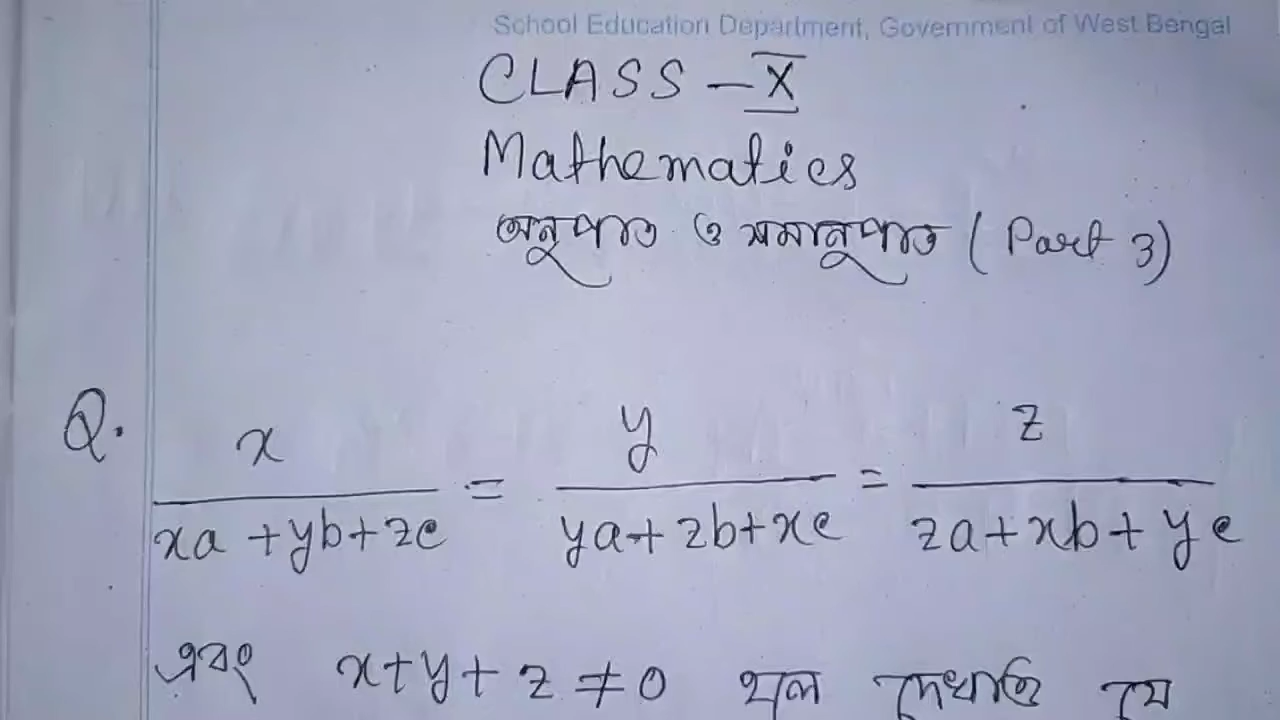 School Education Department, Government of West Bengal
CLASS - X
Mathematics
অনুপাত ও সমানুপাত (Part 3)
Q. x/(xa + yb + zc) = y/(ya + zb + xc) = z/(za + xb + yc)
এবং x + y + z ≠ 0 হলে দেখাই যে